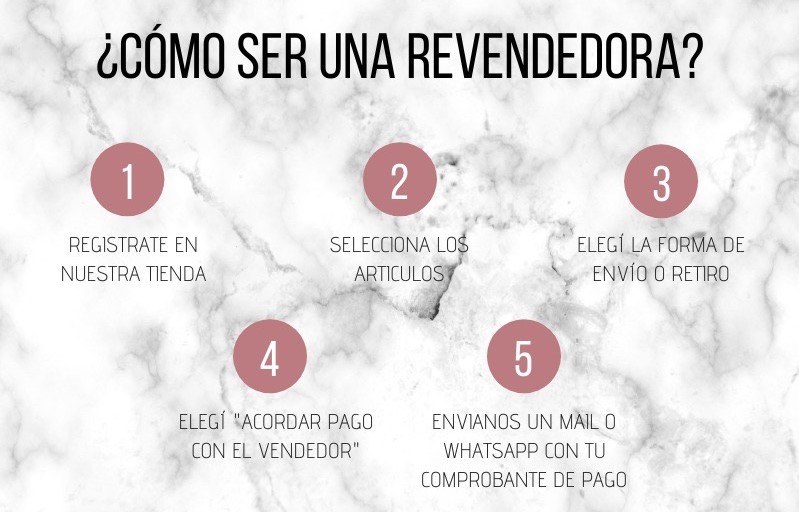 ¿CÓMO SER UNA REVENDEDORA?
1
REGISTRATE EN
NUESTRA TIENDA
2
SELECCIONA LOS
ARTICULOS
3
ELEGÍ LA FORMA DE
ENVÍO O RETIRO
4
ELEGÍ "ACORDAR PAGO
CON EL VENDEDOR"
5
ENVIANOS UN MAIL O
WHATSAPP CON TU
COMPROBANTE DE PAGO